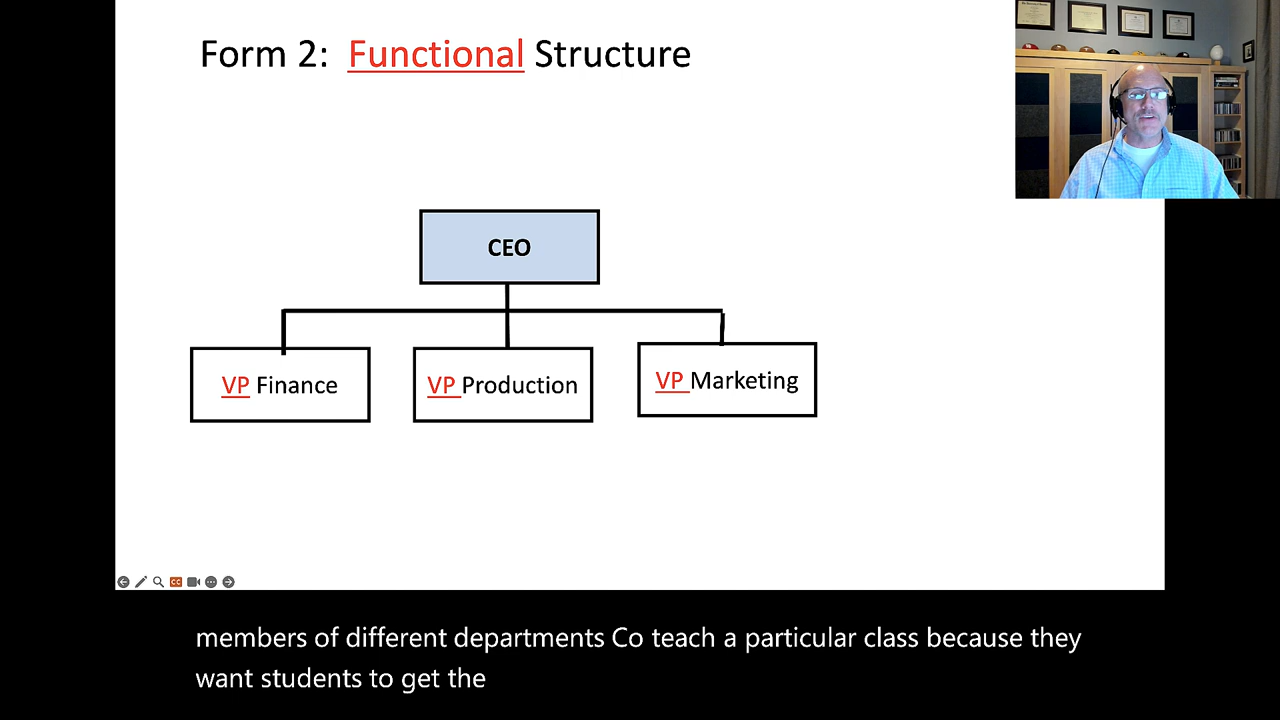 Form 2: Functional Structure
CEO
VP Finance
VP Production
VP Marketing
CC
members of different departments Co teach a particular class because they
want students to get the